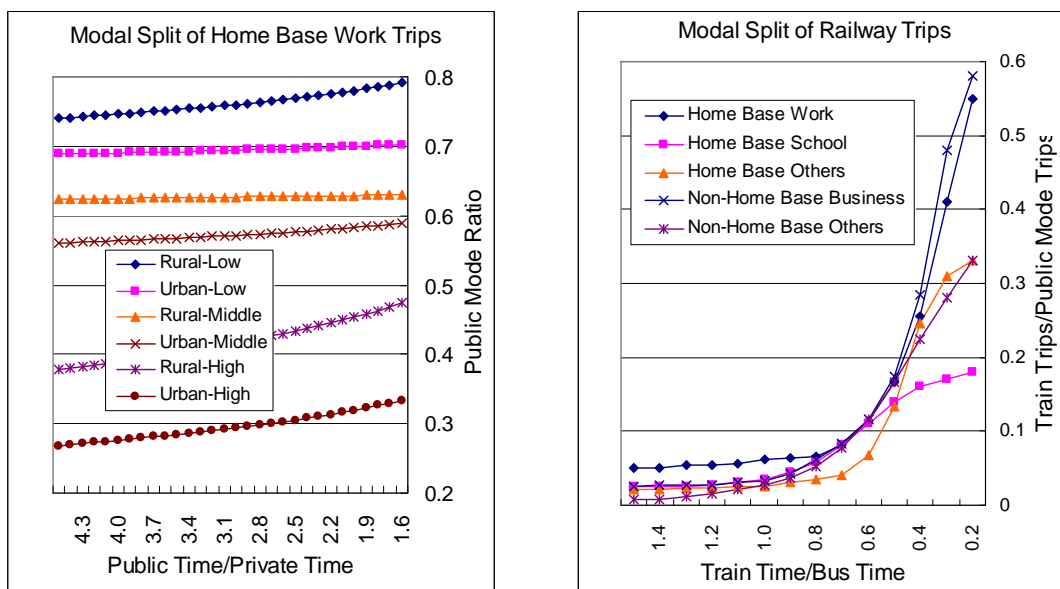 Modal Split of Home Base Work Trips
0.8
0.7
0.6
0.5
0.4
0.3
0.2
Public Mode Ratio
Rural-Low
Urban-Low
Rural-Middle
Urban-Middle
Rural-High
Urban-High
4.3
4.0
3.7
3.4
3.1
2.8
2.5
2.2
1.9
1.6
Public Time/Private Time
Modal Split of Railway Trips
0.6
0.5
0.4
0.3
0.2
0.1
0
Train Trips/Public Mode Trips
Home Base Work
Home Base School
Home Base Others
Non-Home Base Business
Non-Home Base Others
1.4
1.2
1.0
0.8
0.6
0.4
0.2
Train Time/Bus Time